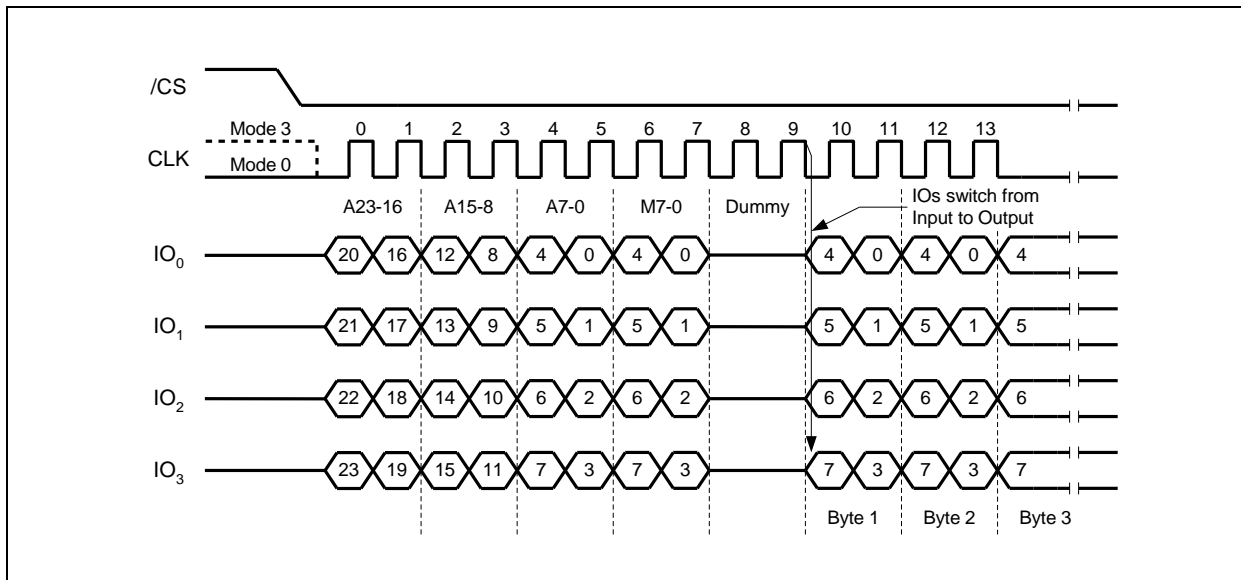 /CS
Mode 3
0 1 2 3 4 5 6 7 8 9 10 11 12 13
CLK
Mode 0
IOs switch from
Input to Output
A23-16 A15-8 A7-0 M7-0 Dummy
IO0 20 16 12 8 4 0 4 0 4 0 4 0 4
IO1 21 17 13 9 5 1 5 1 5 1 5 1 5
IO2 22 18 14 10 6 2 6 2 6 2 6 2 6
IO3 23 19 15 11 7 3 7 3 7 3 7 3 7
Byte 1 Byte 2 Byte 3